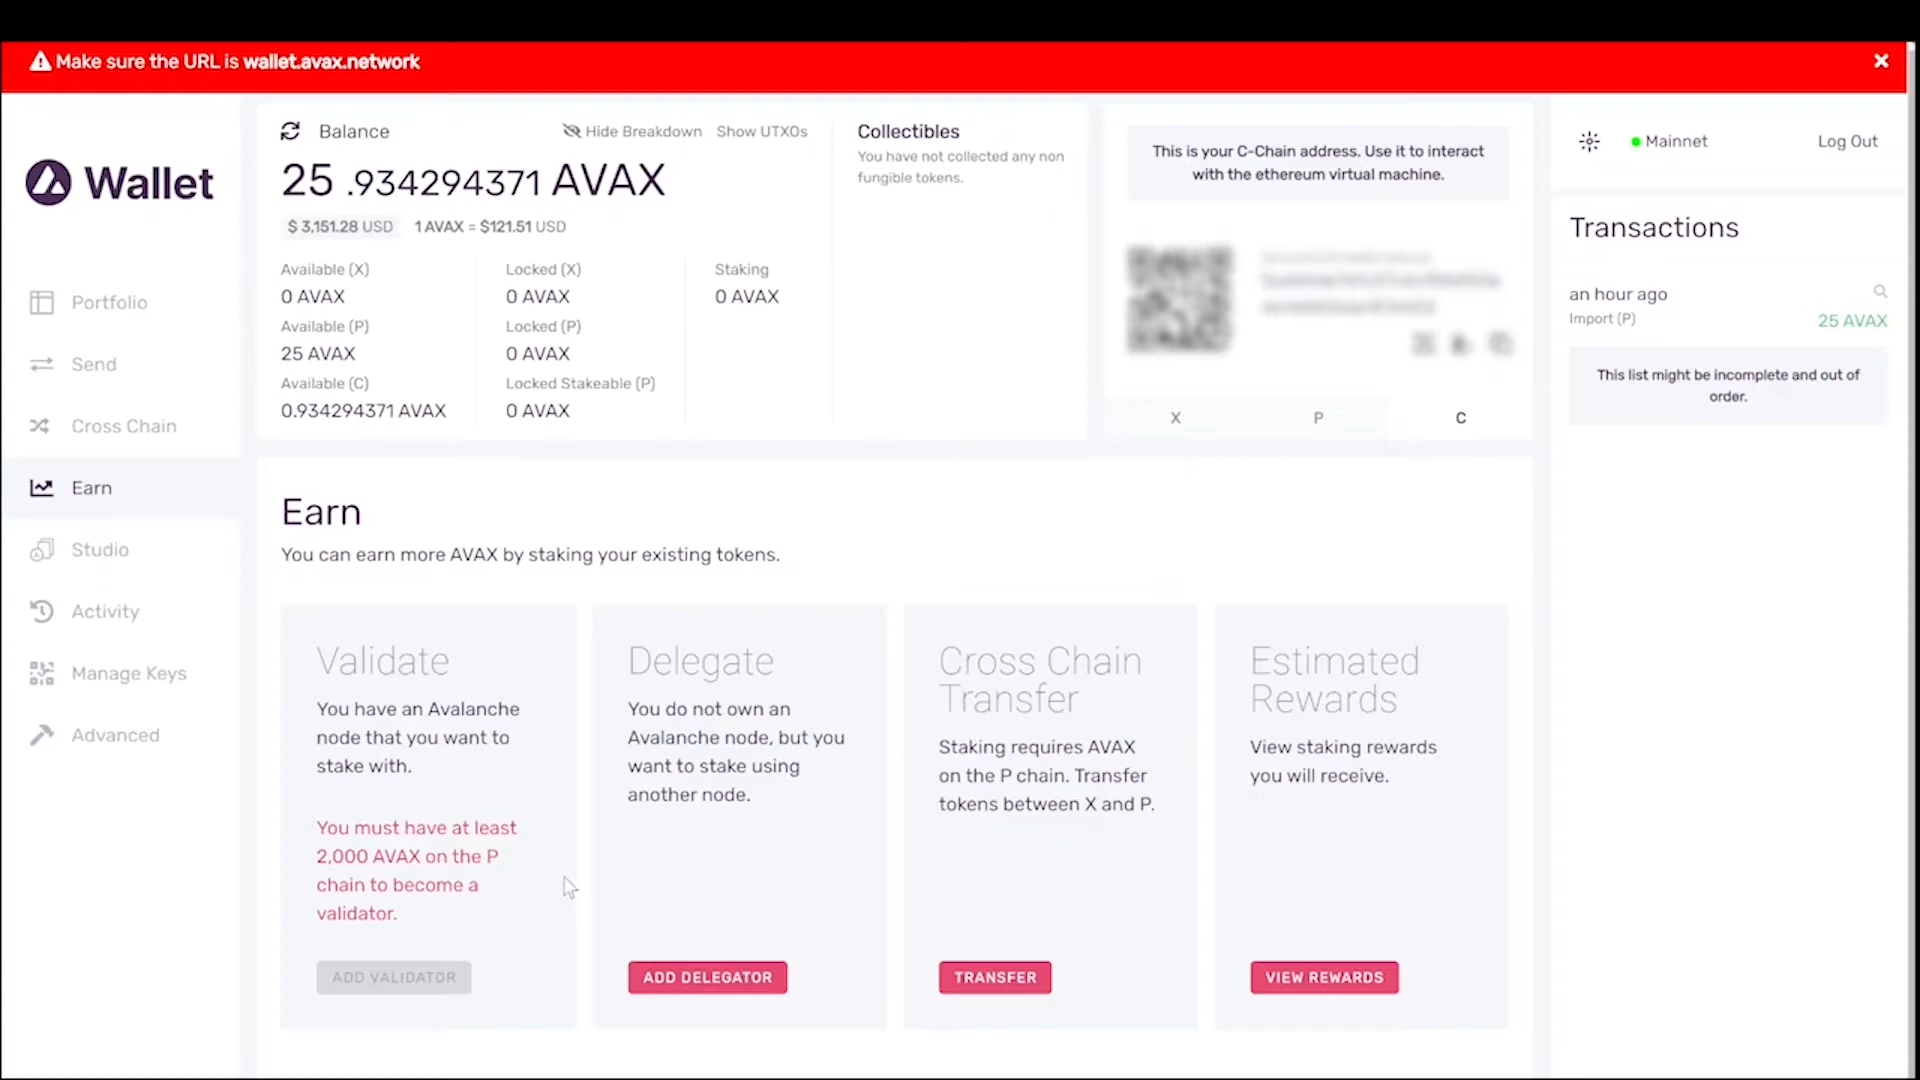 Make sure the URL is wallet.avax.network
Wallet
Portfolio
Send
Cross Chain
Earn
Studio
Activity
Manage Keys
Advanced
Balance
Hide Breakdown
Show UTXOs
25 .934294371 AVAX
$ 3,151.28 USD
1 AVAX = $121.51 USD
Available (X)
0 AVAX
Available (P)
25 AVAX
Available (C)
0.934294371 AVAX
Locked (X)
0 AVAX
Locked (P)
0 AVAX
Locked Stakeable (P)
0 AVAX
Staking
0 AVAX
Collectibles
You have not collected any non
fungible tokens.
This is your C-Chain address. Use it to interact
with the ethereum virtual machine.
X
P
C
Mainnet
Log Out
Transactions
an hour ago
Import (P)
25 AVAX
This list might be incomplete and out of
order.
Earn
You can earn more AVAX by staking your existing tokens.
Validate
You have an Avalanche
node that you want to
stake with.
You must have at least
2,000 AVAX on the P
chain to become a
validator.
ADD VALIDATOR
Delegate
You do not own an
Avalanche node, but you
want to stake using
another node.
ADD DELEGATOR
Cross Chain
Transfer
Staking requires AVAX
on the P chain. Transfer
tokens between X and P.
TRANSFER
Estimated
Rewards
View staking rewards
you will receive.
VIEW REWARDS